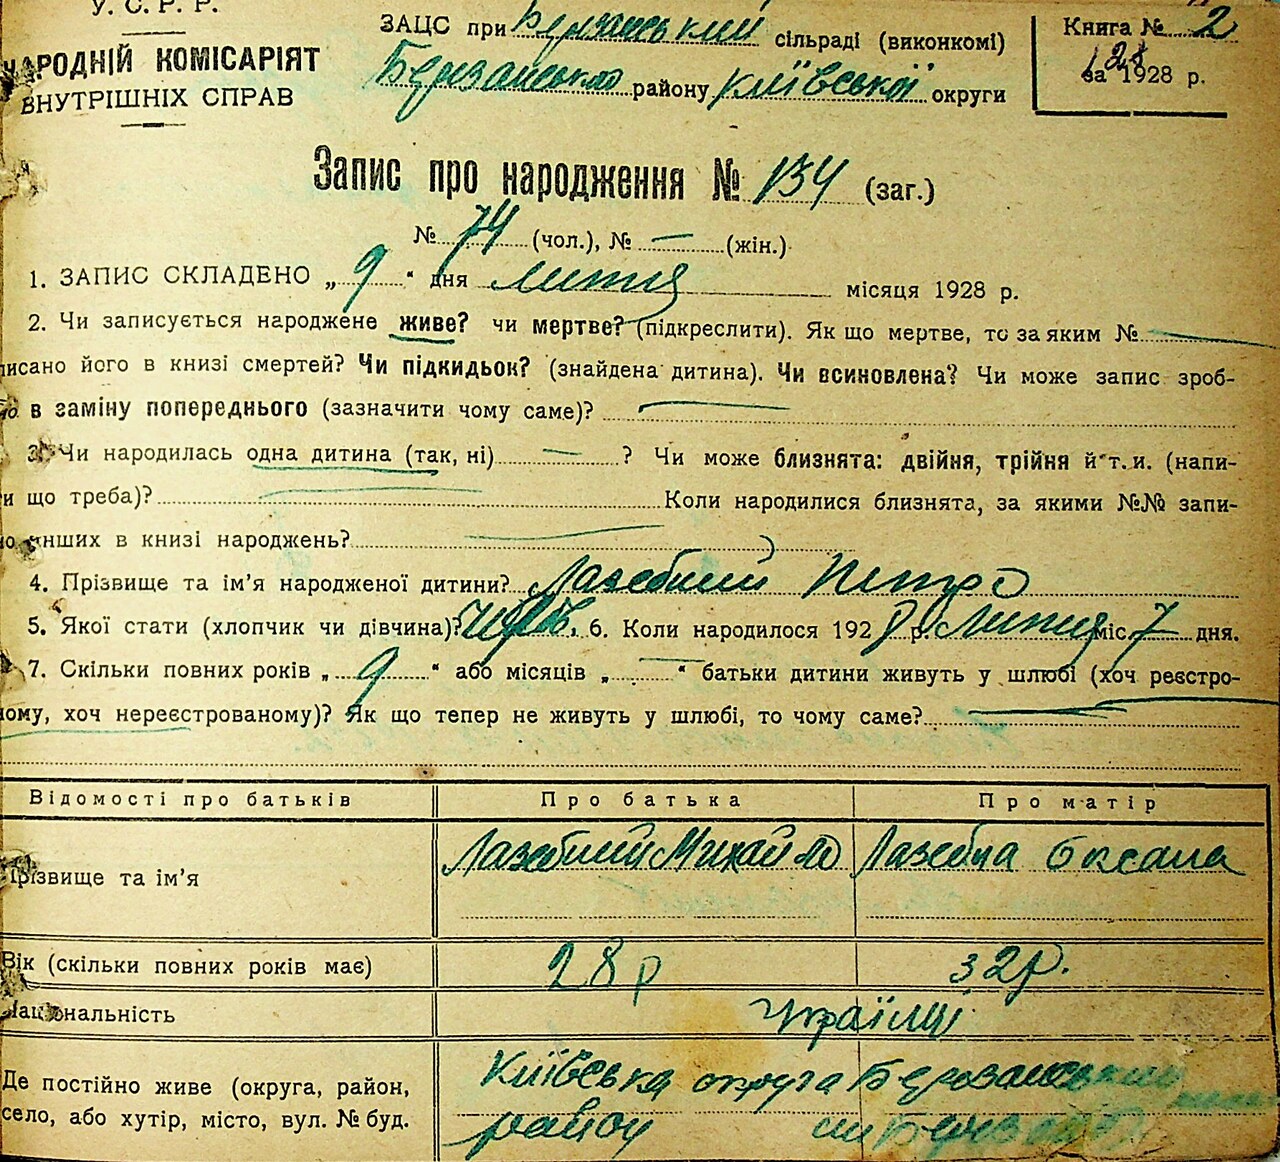 У. С. Р. Р.
НАРОДНІЙ КОМІСАРІЯТ
ВНУТРІШНІХ СПРАВ
ЗАЦС при сільраді (виконкомі)
Березанського району Київської округи
Книга № 2
за 1928 р.
Запис про народження № 134 (заг.)
№ 74 (чол.), № — (жін.)
1. ЗАПИС СКЛАДЕНО „ 9 “ дня липня місяця 1928 р.
2. Чи записується народжене живе? чи мертве? (підкреслити). Як що мертве, то за яким № —
писано його в книзі смертей? Чи підкидьок? (знайдена дитина). Чи всиновлена? Чи може запис зроб-
в заміну попереднього (зазначити чому саме)? —
3. Чи народилась одна дитина (так, ні) — ? Чи може близнята: двійня, трійня й т. и. (напи-
и що треба)? — Коли народилися близнята, за якими №№ запи-
но инших в книзі народжень? —
4. Прізвище та ім’я народженої дитини? Лазебний Петро
5. Якої статі (хлопчик чи дівчина)? 6. Коли народилось 1928 р. Липня міс. 7 дня.
7. Скільки повних років „ 9 “ або місяців „ — “ батьки дитини живуть у шлюбі (хоч реєстро-
ному, хоч нереєстрованому)? Як що тепер не живуть у шлюбі, то чому саме? —
Відомості про батьків Про батька Про матір
Прізвище та ім’я Лазебний Михайло Лазебна Оксана
Вік (скільки повних років має) 28 р 32 р.
Національність Українці
Де постійно живе (округа, район, Київська округа Березанський
село, або хутір, місто, вул. № буд. район